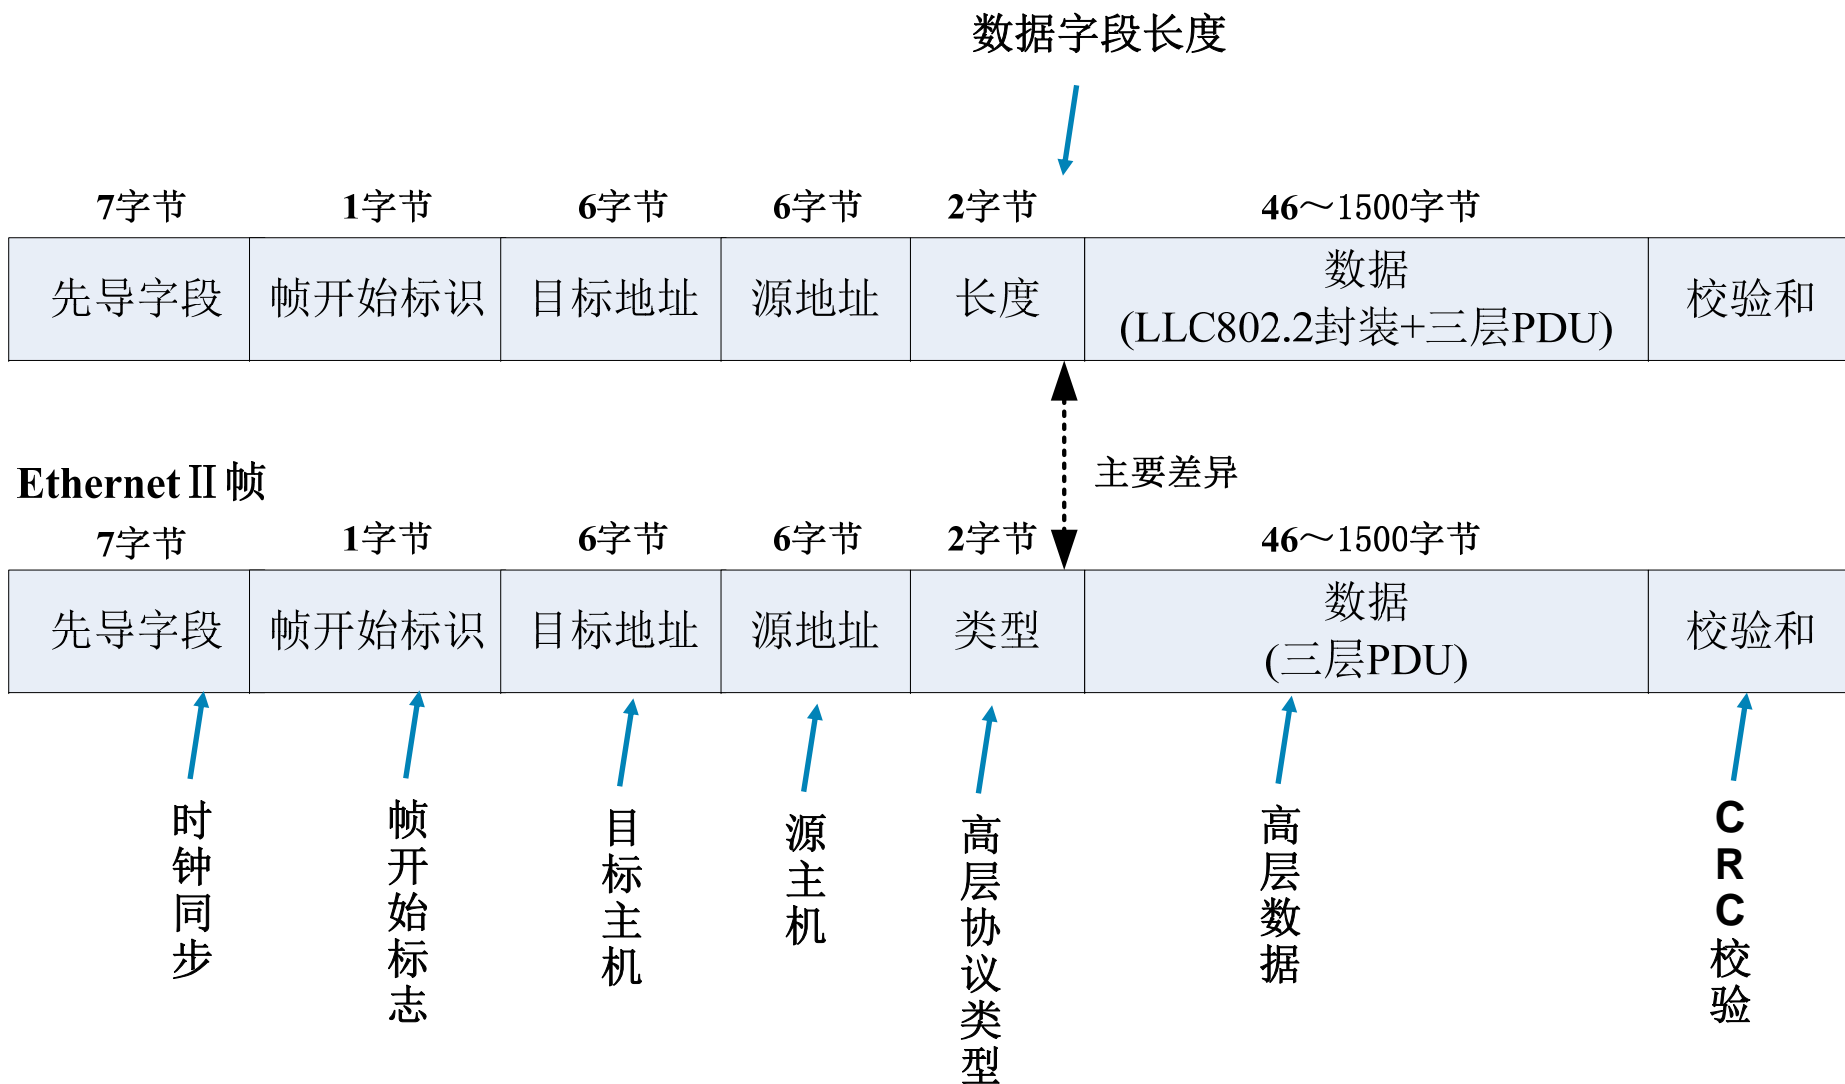 数据字段长度
7字节 1字节 6字节 6字节 2字节 46～1500字节
先导字段 帧开始标识 目标地址 源地址 长度 数据 校验和
(LLC802.2封装+三层PDU)
主要差异
Ethernet Ⅱ 帧
7字节 1字节 6字节 6字节 2字节 46～1500字节
先导字段 帧开始标识 目标地址 源地址 类型 数据 校验和
(三层PDU)
时钟同步
帧开始标志
目标主机
源主机
高层协议类型
高层数据
CRC校验